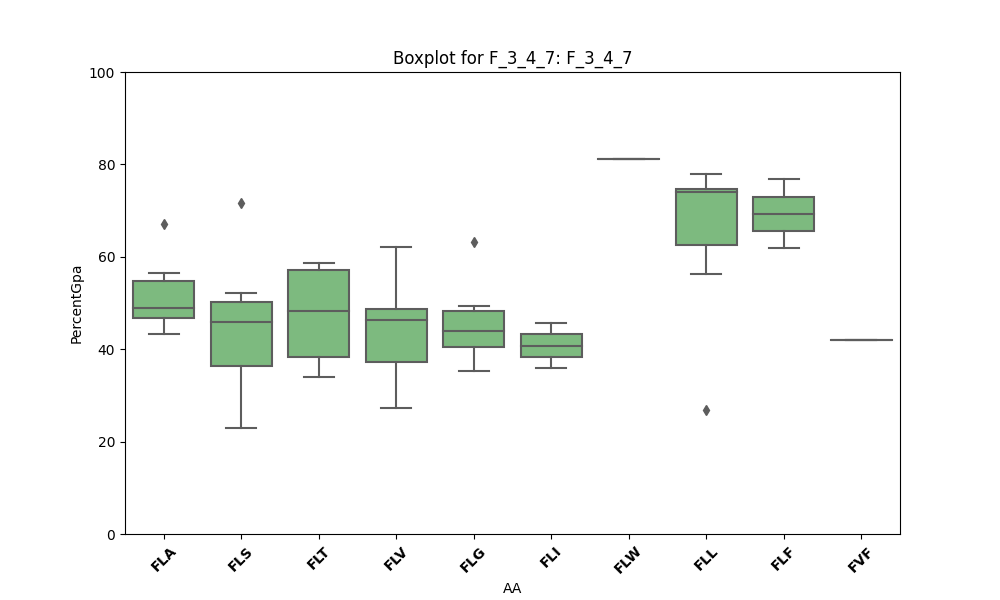 Boxplot for F_3_4_7: F_3_4_7
100
80
60
40
20
0
PercentGpa
FLA
FLS
FLT
FLV
FLG
FLI
FLW
FLL
FLF
FVF
AA